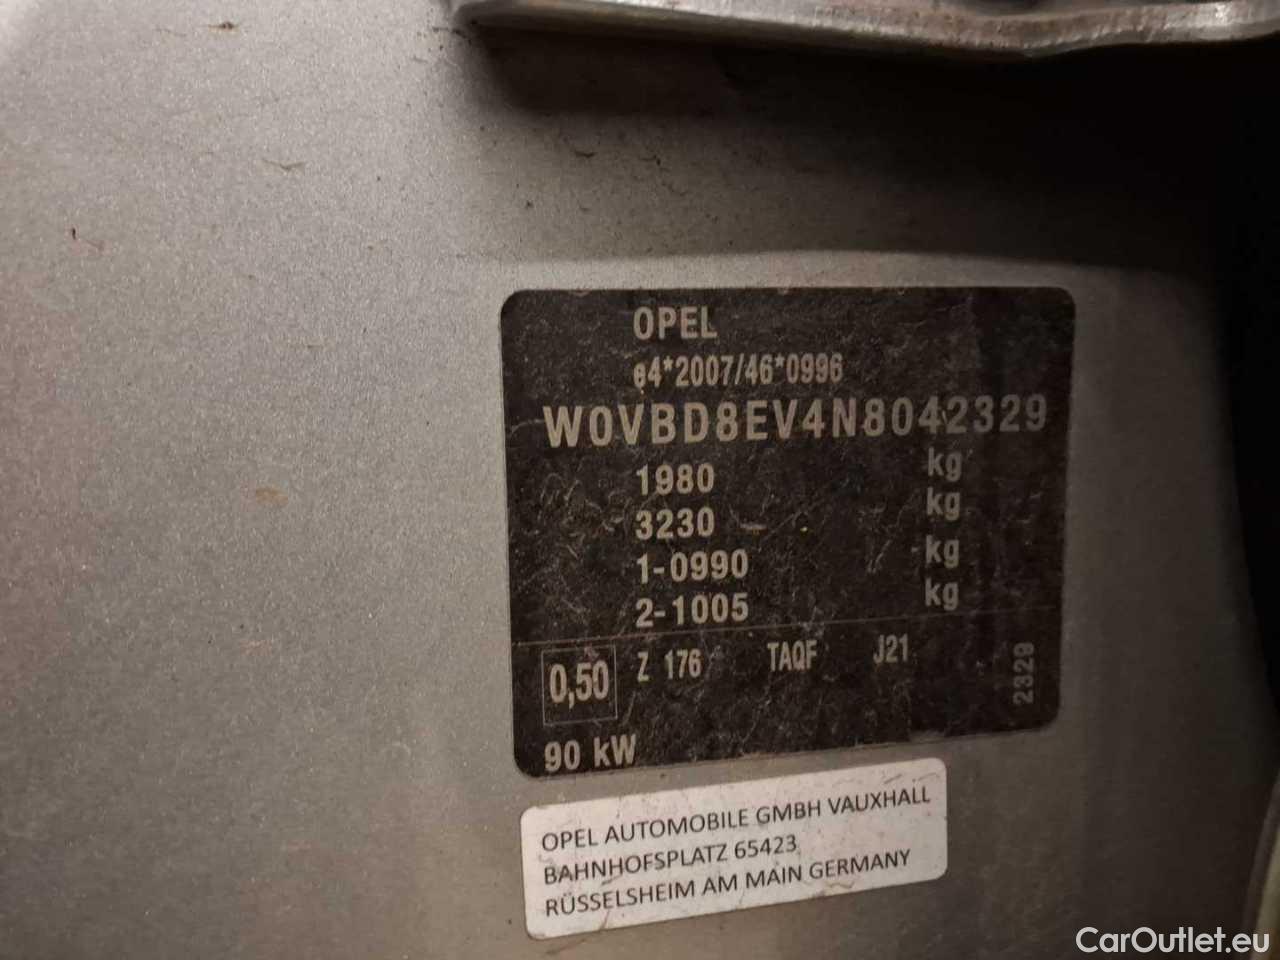 OPEL
e4*2007/46*0996
W0VBD8EV4N8042329
1980 kg
3230 kg
1-0990 kg
2-1005 kg
0,50 Z 176 TAQF J21
2329
90 kW
OPEL AUTOMOBILE GMBH VAUXHALL
BAHNHOFSPLATZ 65423
RÜSSELSHEIM AM MAIN GERMANY
CarOutlet.eu